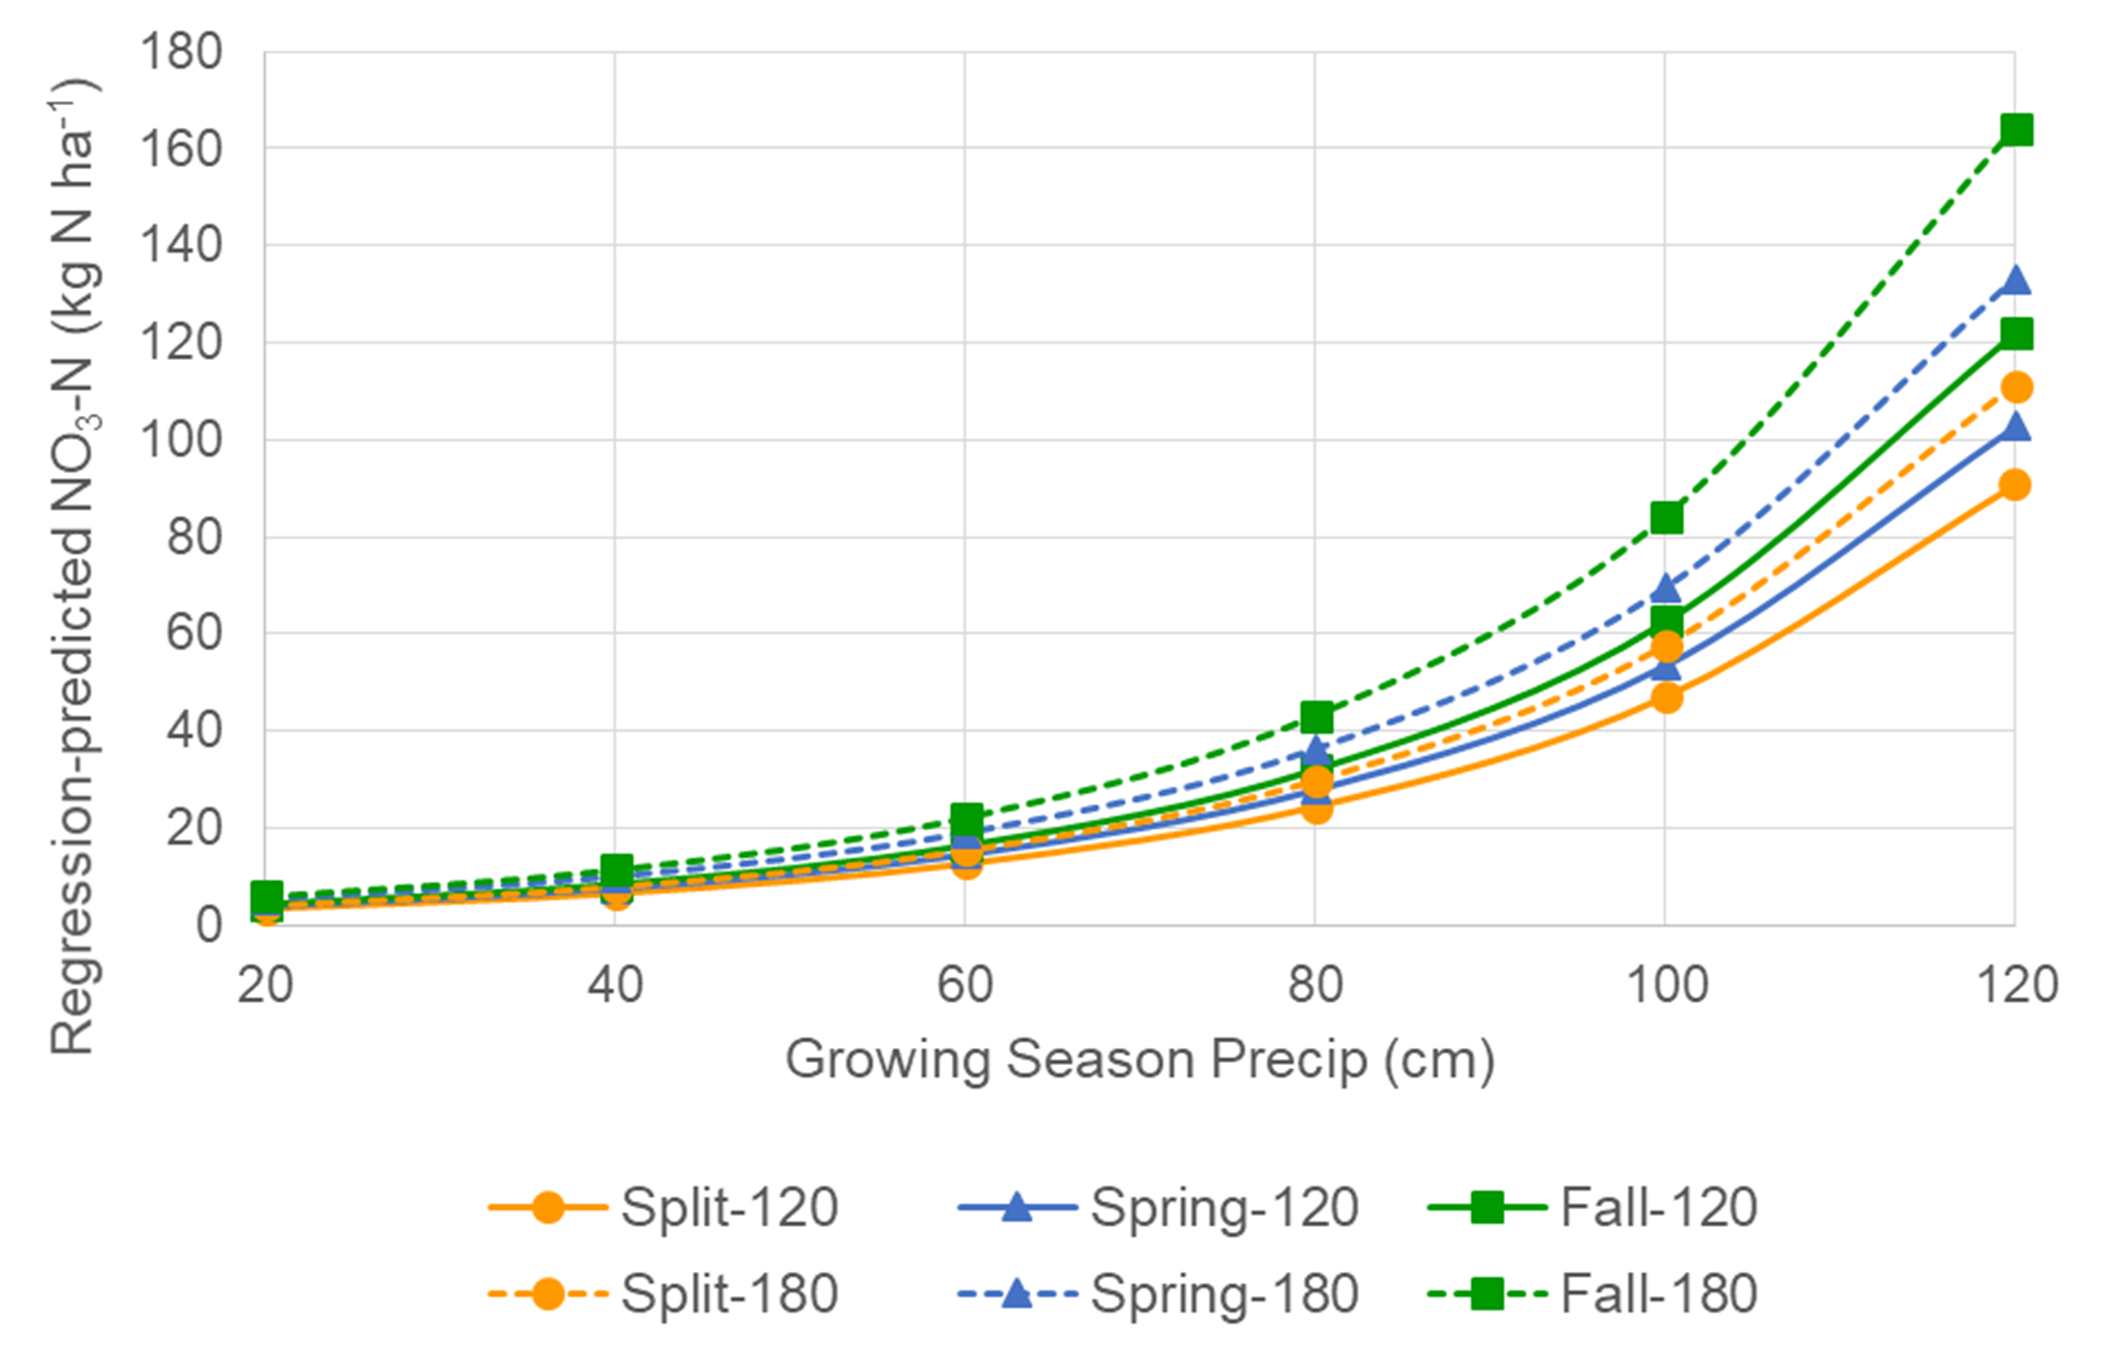 Regression-predicted NO₃-N (kg N ha⁻¹)
180
160
140
120
100
80
60
40
20
0
20 40 60 80 100 120
Growing Season Precip (cm)
Split-120 Spring-120 Fall-120
Split-180 Spring-180 Fall-180